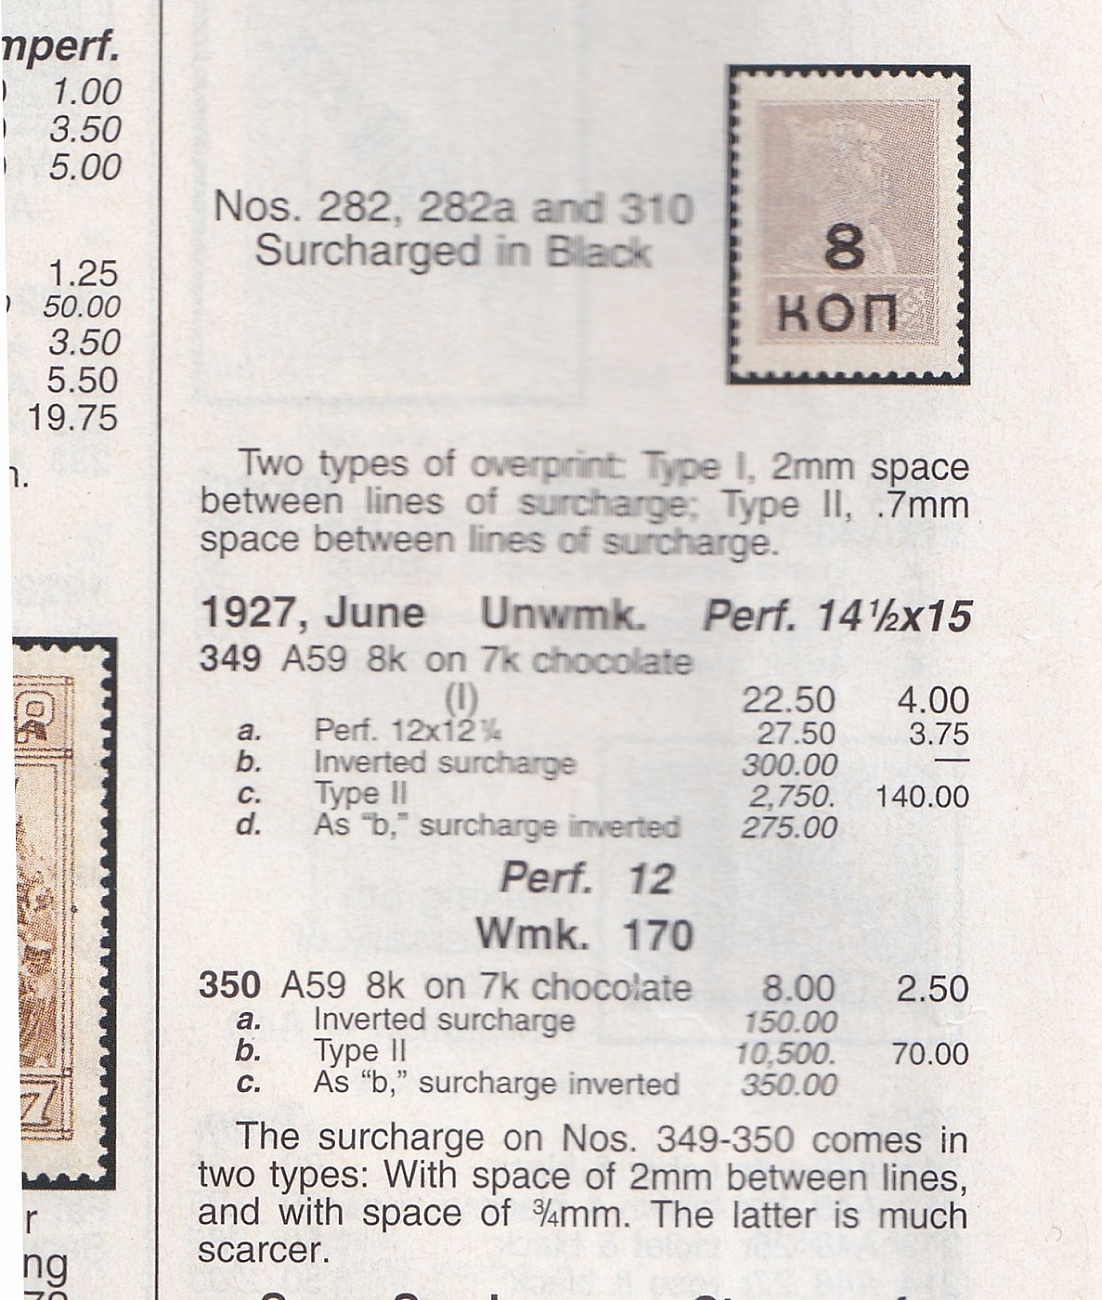 mperf.
1.00
3.50
5.00
1.25
50.00
3.50
5.50
19.75
n.
r
ng
Nos. 282, 282a and 310
Surcharged in Black
8
КОП
Two types of overprint: Type I, 2mm space
between lines of surcharge; Type II, .7mm
space between lines of surcharge.
1927, June Unwmk. Perf. 14½x15
349 A59 8k on 7k chocolate
(I) 22.50 4.00
a. Perf. 12x12¼ 27.50 3.75
b. Inverted surcharge 300.00 —
c. Type II 2,750. 140.00
d. As “b,” surcharge inverted 275.00
Perf. 12
Wmk. 170
350 A59 8k on 7k chocolate 8.00 2.50
a. Inverted surcharge 150.00
b. Type II 10,500. 70.00
c. As “b,” surcharge inverted 350.00
The surcharge on Nos. 349-350 comes in
two types: With space of 2mm between lines,
and with space of ¾mm. The latter is much
scarcer.